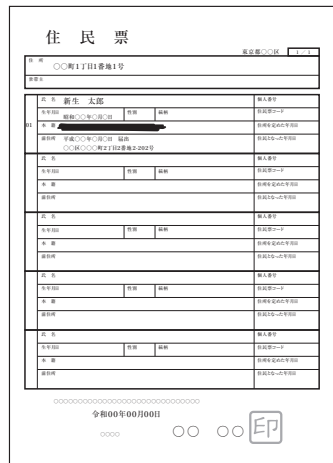 住民票
東京都○○区 1 / 1
住 所
○○町1丁目1番地1号
世帯主
01
氏 名 新生 太郎 個人番号
生年月日 昭和○○年○月○日 性別 続柄 住民票コード
本 籍 住所を定めた年月日
前住所 平成○○年○月○日 届出 住民となった年月日
○○区○○○町2丁目2番地2-202号
氏 名 個人番号
生年月日 性別 続柄 住民票コード
本 籍 住所を定めた年月日
前住所 住民となった年月日
氏 名 個人番号
生年月日 性別 続柄 住民票コード
本 籍 住所を定めた年月日
前住所 住民となった年月日
氏 名 個人番号
生年月日 性別 続柄 住民票コード
本 籍 住所を定めた年月日
前住所 住民となった年月日
氏 名 個人番号
生年月日 性別 続柄 住民票コード
本 籍 住所を定めた年月日
前住所 住民となった年月日
令和00年00月00日
○○○○ ○○ ○○ 印